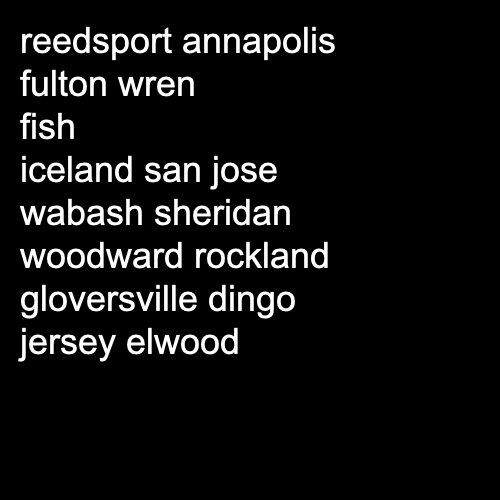 reedsport annapolis
fulton wren
fish
iceland san jose
wabash sheridan
woodward rockland
gloversville dingo
jersey elwood